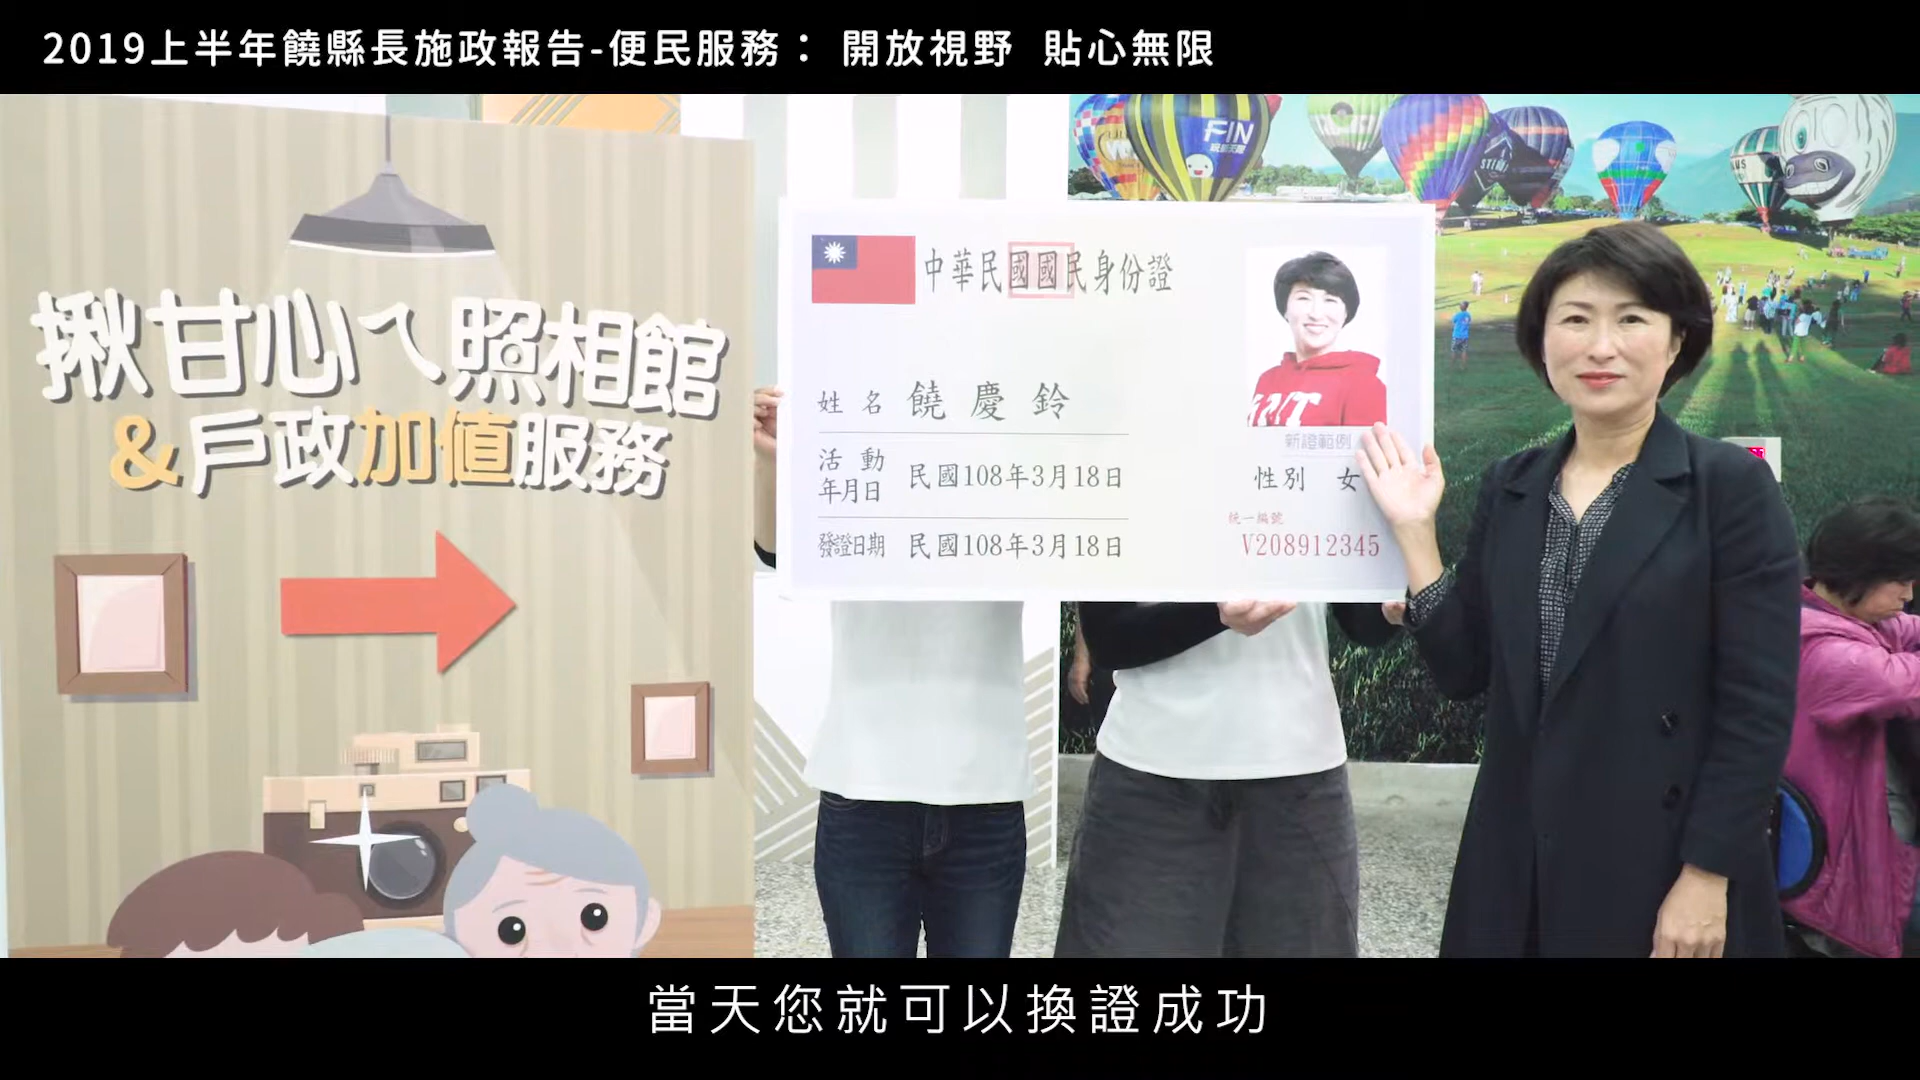 2019上半年饒縣長施政報告-便民服務： 開放視野 貼心無限
揪甘心ㄟ照相館
&戶政加值服務
FIN
中華民國國民身份證
姓名 饒慶鈴
新證範例
活動
年月日 民國108年3月18日
性別 女
統一編號
發證日期 民國108年3月18日
V208912345
當天您就可以換證成功